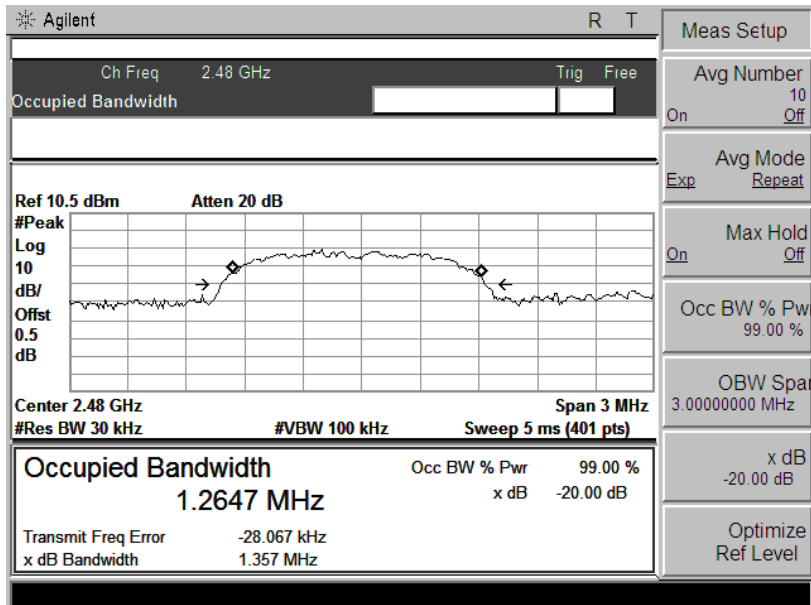 Agilent R T
Ch Freq 2.48 GHz Trig Free
Occupied Bandwidth
Ref 10.5 dBm Atten 20 dB
#Peak
Log
10
dB/
Offst
0.5
dB
Center 2.48 GHz Span 3 MHz
#Res BW 30 kHz #VBW 100 kHz Sweep 5 ms (401 pts)
Occupied Bandwidth
1.2647 MHz
Occ BW % Pwr 99.00 %
x dB -20.00 dB
Transmit Freq Error -28.067 kHz
x dB Bandwidth 1.357 MHz
Meas Setup
Avg Number
10
On Off
Avg Mode
Exp Repeat
Max Hold
On Off
Occ BW % Pwr
99.00 %
OBW Span
3.00000000 MHz
x dB
-20.00 dB
Optimize
Ref Level